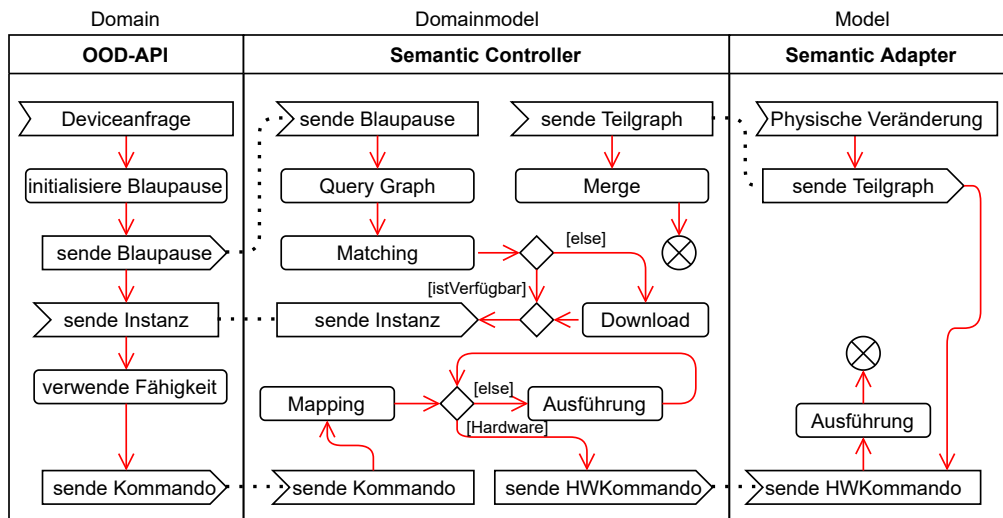 Domain
Domainmodel
Model
OOD-API
Semantic Controller
Semantic Adapter
Deviceanfrage
sende Blaupause
sende Teilgraph
Physische Veränderung
initialisiere Blaupause
Query Graph
Merge
sende Teilgraph
sende Blaupause
Matching
[else]
[istVerfügbar]
sende Instanz
sende Instanz
Download
verwende Fähigkeit
Mapping
[else]
Ausführung
Ausführung
[Hardware]
sende Kommando
sende Kommando
sende HWKommando
sende HWKommando